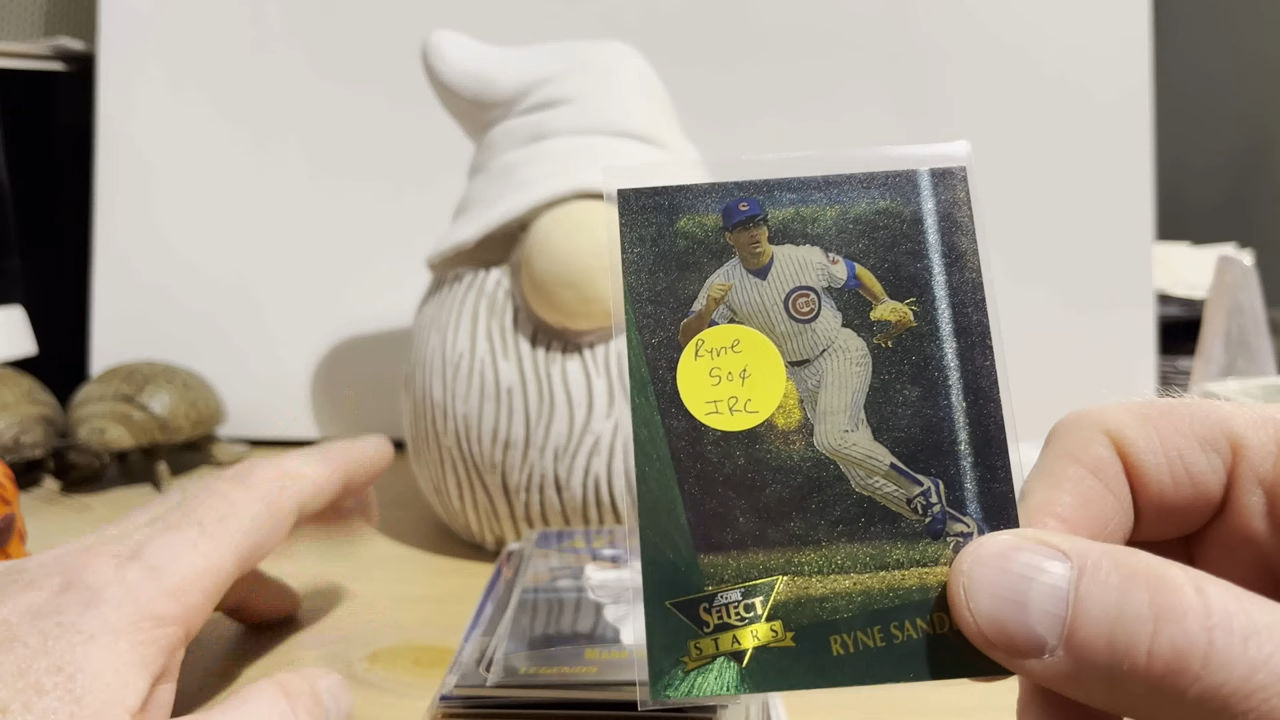 C
CUBS
Ryne
50¢
IRC
SCORE
SELECT
STARS
RYNE SAND
LEGENDS